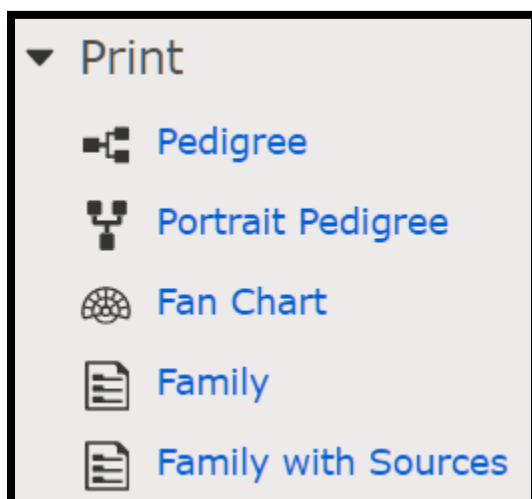 Print
Pedigree
Portrait Pedigree
Fan Chart
Family
Family with Sources